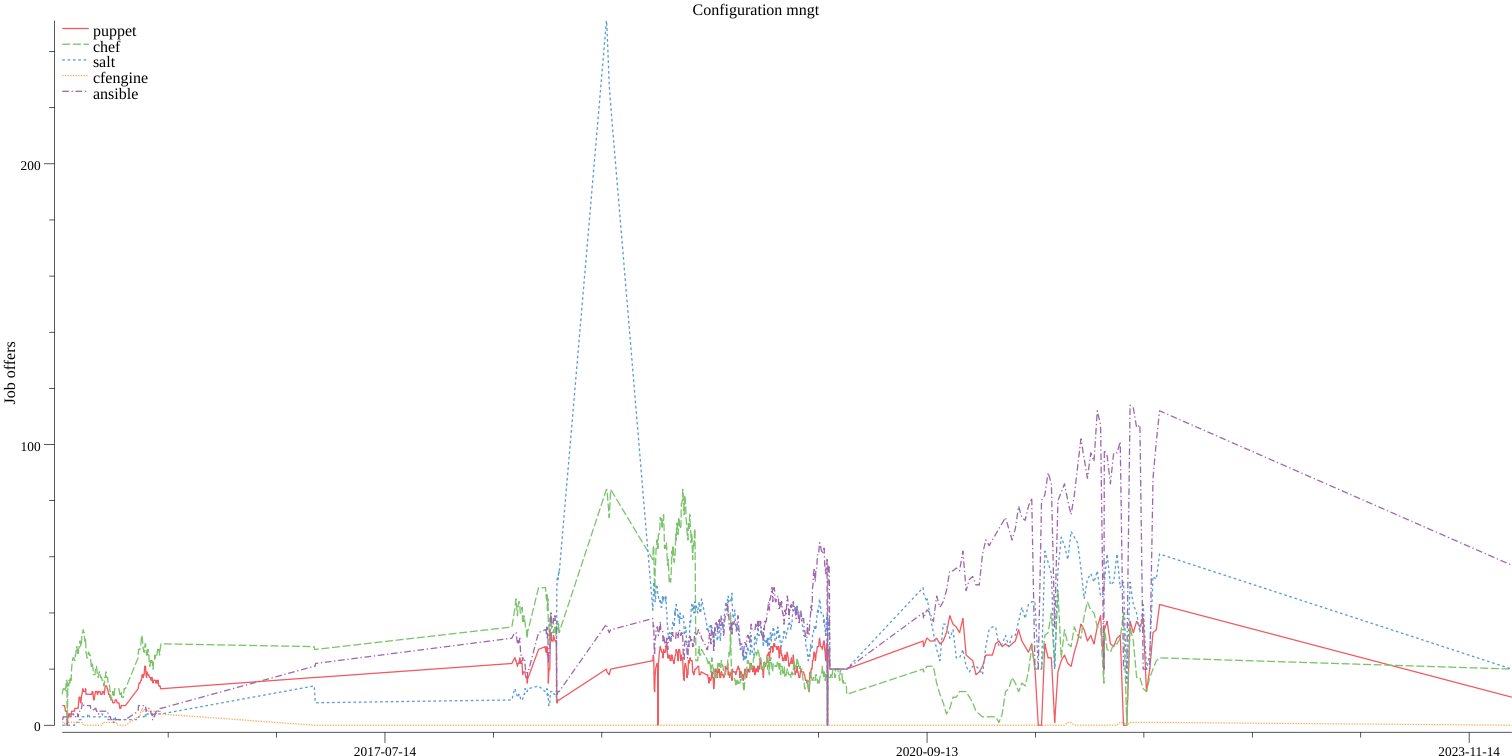 Configuration mngt
puppet
chef
salt
cfengine
ansible
Job offers
200
100
0
2017-07-14
2020-09-13
2023-11-14